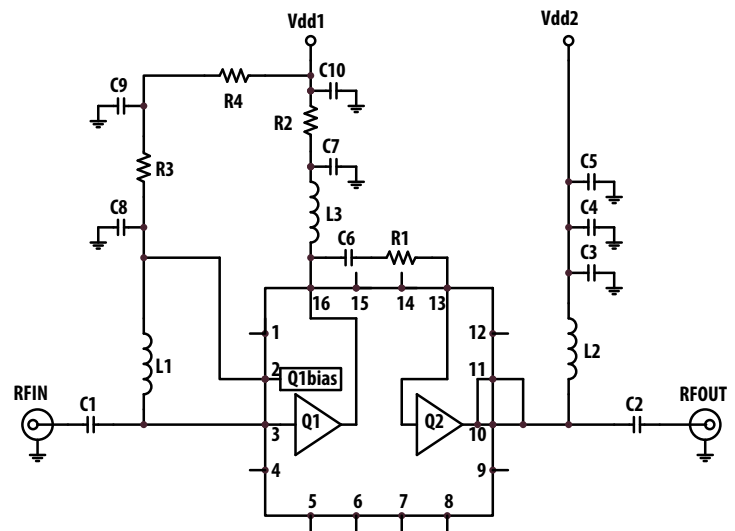 Vdd1
Vdd2
C9
C10
R4
R2
C7
R3
C5
C8
L3
C4
C6
R1
C3
16
15
14
13
1
12
L1
2
Q1bias
11
L2
RFIN
C1
Q1
Q2
C2
RFOUT
3
10
4
9
5
6
7
8